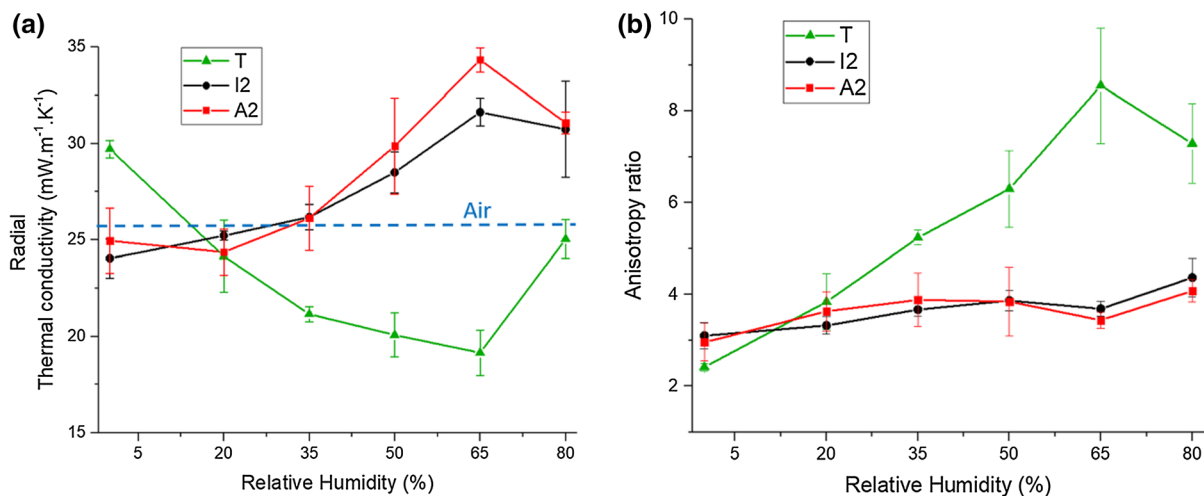 (a)
35
30
25
20
15
Radial
Thermal conductivity (mW.m⁻¹.K⁻¹)
T
I2
A2
Air
5 20 35 50 65 80
Relative Humidity (%)
(b)
10
8
6
4
2
Anisotropy ratio
T
I2
A2
5 20 35 50 65 80
Relative Humidity (%)